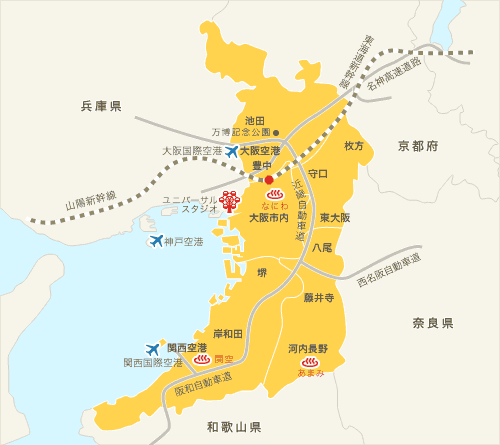 東海道新幹線
名神高速道路
兵庫県
池田
万博記念公園
大阪国際空港
大阪空港
豊中
枚方
京都府
守口
山陽新幹線
ユニバーサル
スタジオ
なにわ
大阪市内
近畿自動車道
東大阪
神戸空港
八尾
堺
西名阪自動車道
藤井寺
奈良県
岸和田
関西空港
関西国際空港
関空
河内長野
あまみ
阪和自動車道
和歌山県